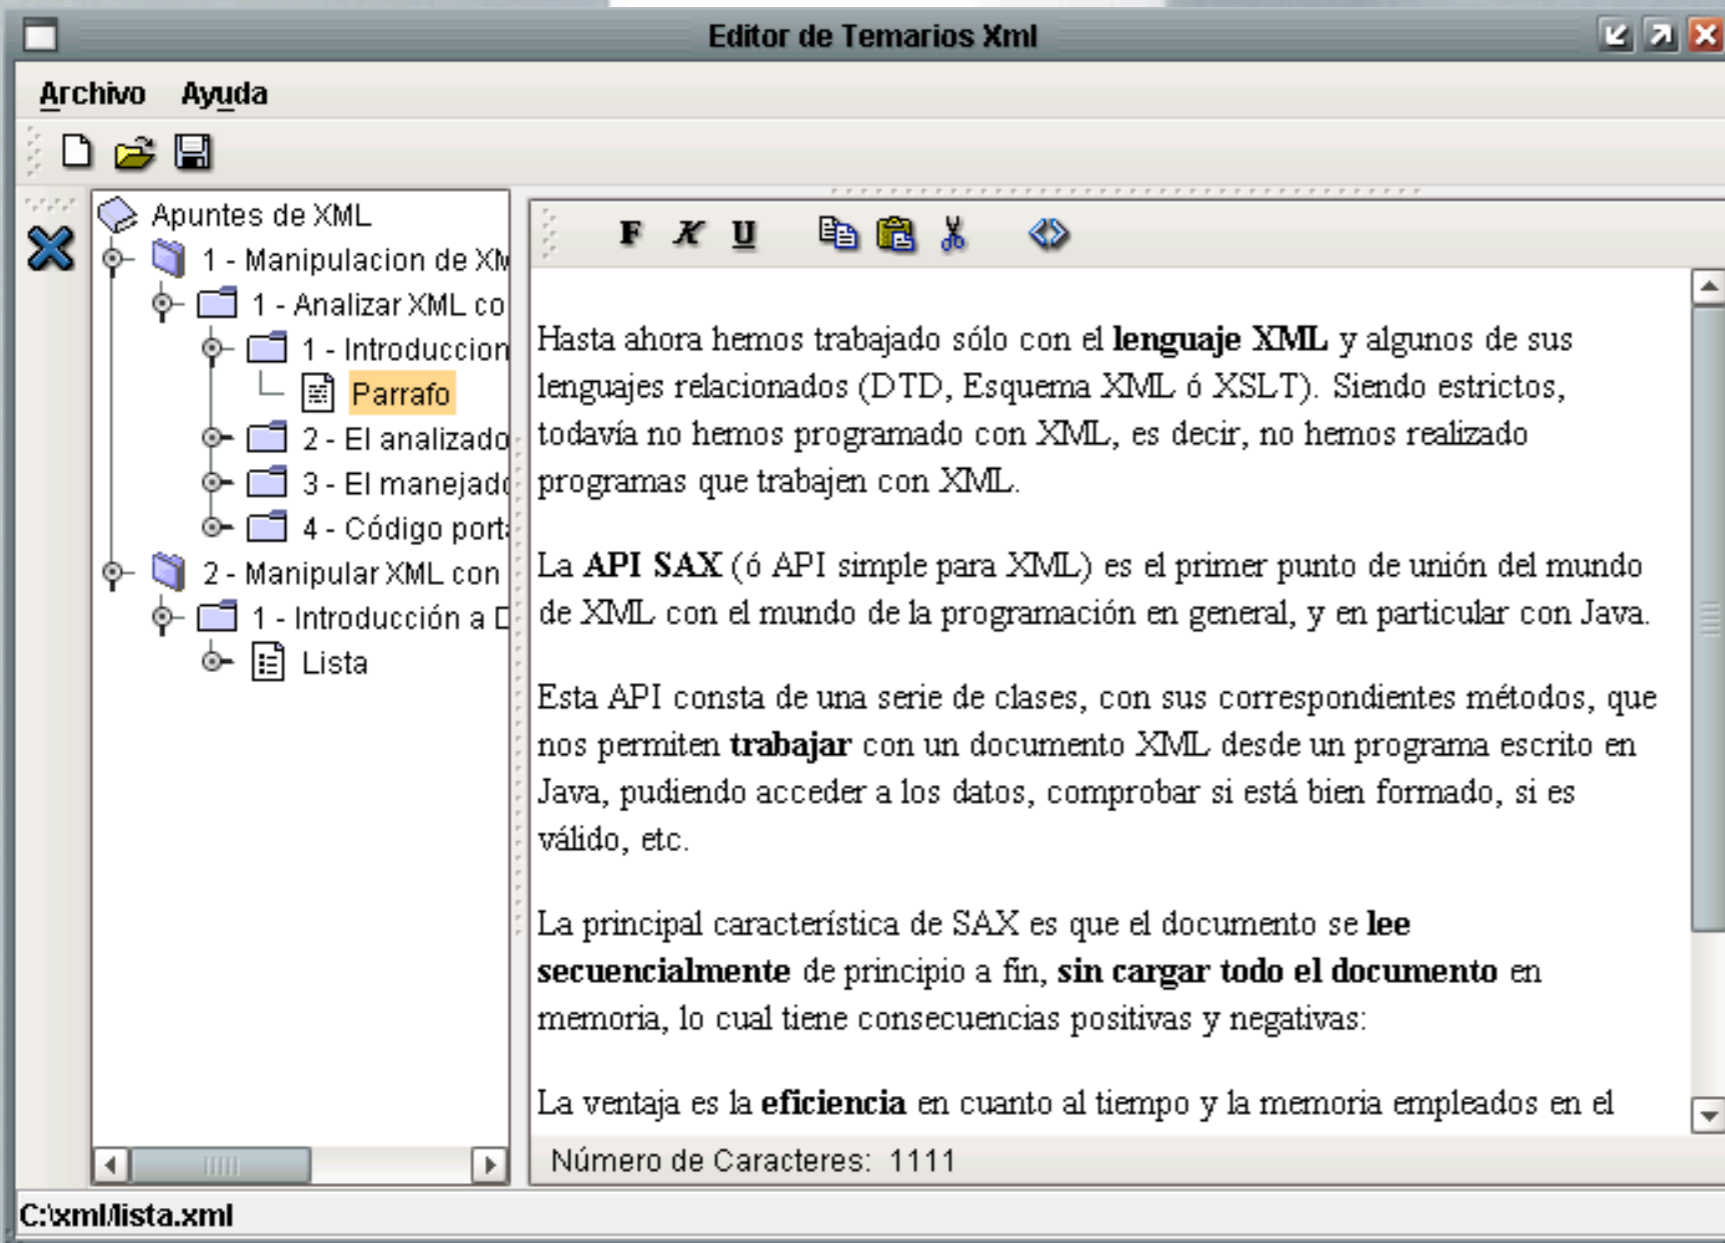 Editor de Temarios Xml
Archivo Ayuda
Apuntes de XML
1 - Manipulacion de XM
1 - Analizar XML co
1 - Introduccion
Parrafo
2 - El analizado
3 - El manejado
4 - Código port
2 - Manipular XML con
1 - Introducción a D
Lista
F K U
Hasta ahora hemos trabajado sólo con el lenguaje XML y algunos de sus
lenguajes relacionados (DTD, Esquema XML ó XSLT). Siendo estrictos,
todavía no hemos programado con XML, es decir, no hemos realizado
programas que trabajen con XML.
La API SAX (ó API simple para XML) es el primer punto de unión del mundo
de XML con el mundo de la programación en general, y en particular con Java.
Esta API consta de una serie de clases, con sus correspondientes métodos, que
nos permiten trabajar con un documento XML desde un programa escrito en
Java, pudiendo acceder a los datos, comprobar si está bien formado, si es
válido, etc.
La principal característica de SAX es que el documento se lee
secuencialmente de principio a fin, sin cargar todo el documento en
memoria, lo cual tiene consecuencias positivas y negativas:
La ventaja es la eficiencia en cuanto al tiempo y la memoria empleados en el
Número de Caracteres: 1111
C:\xml/lista.xml